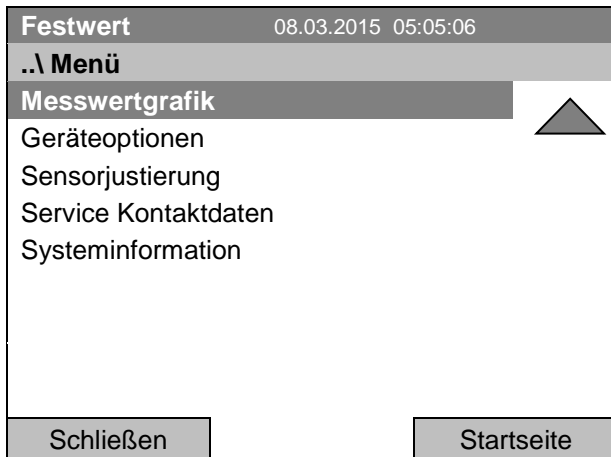 Festwert 08.03.2015 05:05:06
..\ Menü
Messwertgrafik
Geräteoptionen
Sensorjustierung
Service Kontaktdaten
Systeminformation
Schließen Startseite